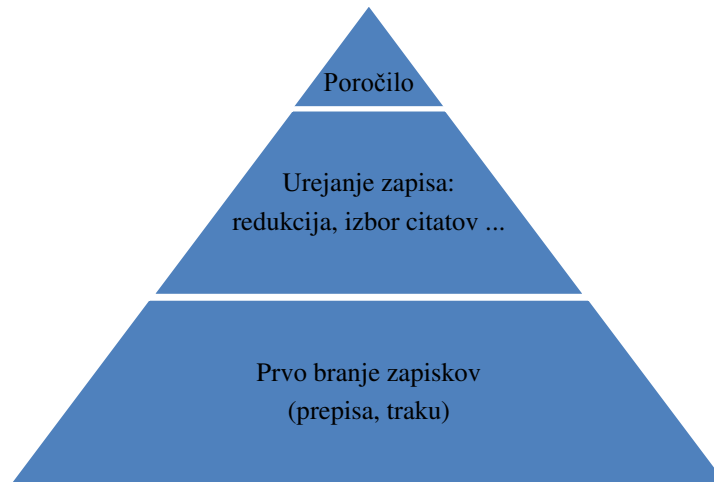 Poročilo
Urejanje zapisa:
redukcija, izbor citatov ...
Prvo branje zapiskov
(prepisa, traku)